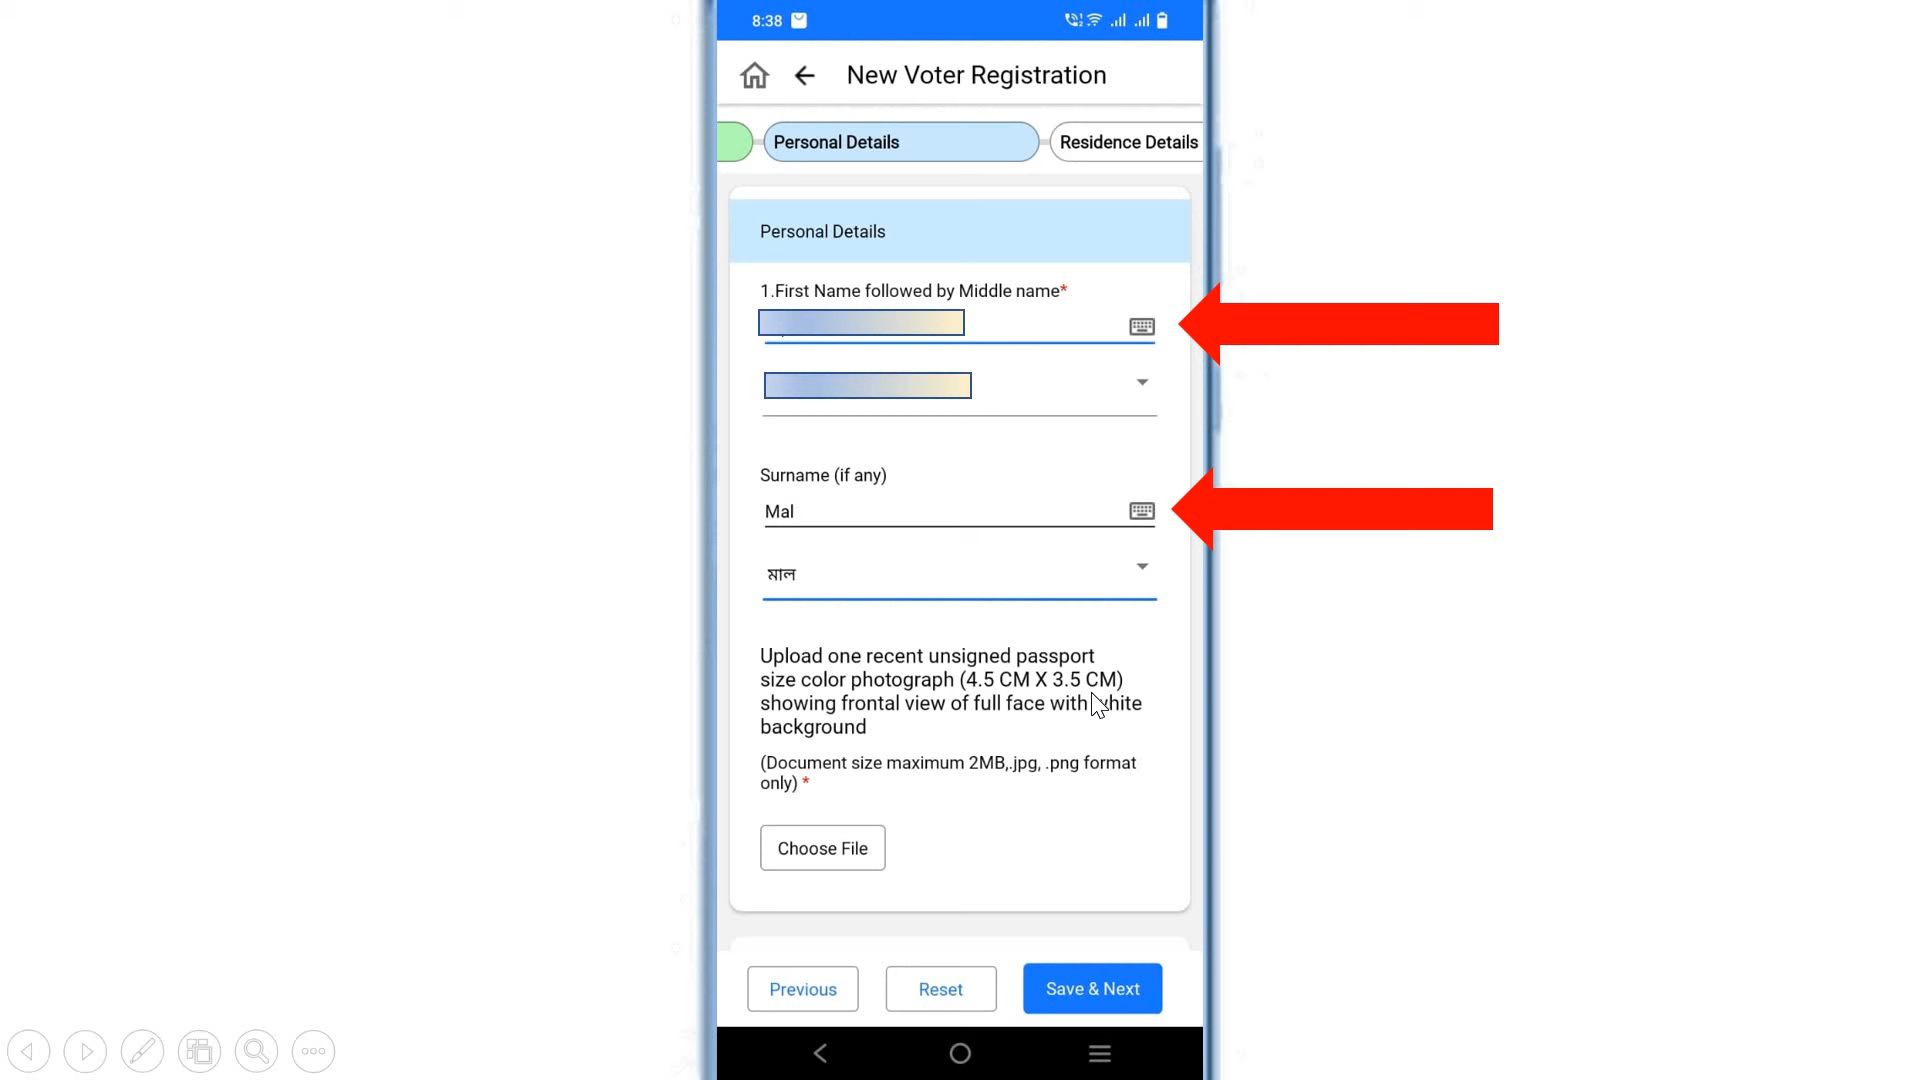 8:38
New Voter Registration
Personal Details
Residence Details
Personal Details
1.First Name followed by Middle name*
Surname (if any)
Mal
মাল
Upload one recent unsigned passport
size color photograph (4.5 CM X 3.5 CM)
showing frontal view of full face with white
background
(Document size maximum 2MB,.jpg, .png format
only) *
Choose File
Previous
Reset
Save & Next